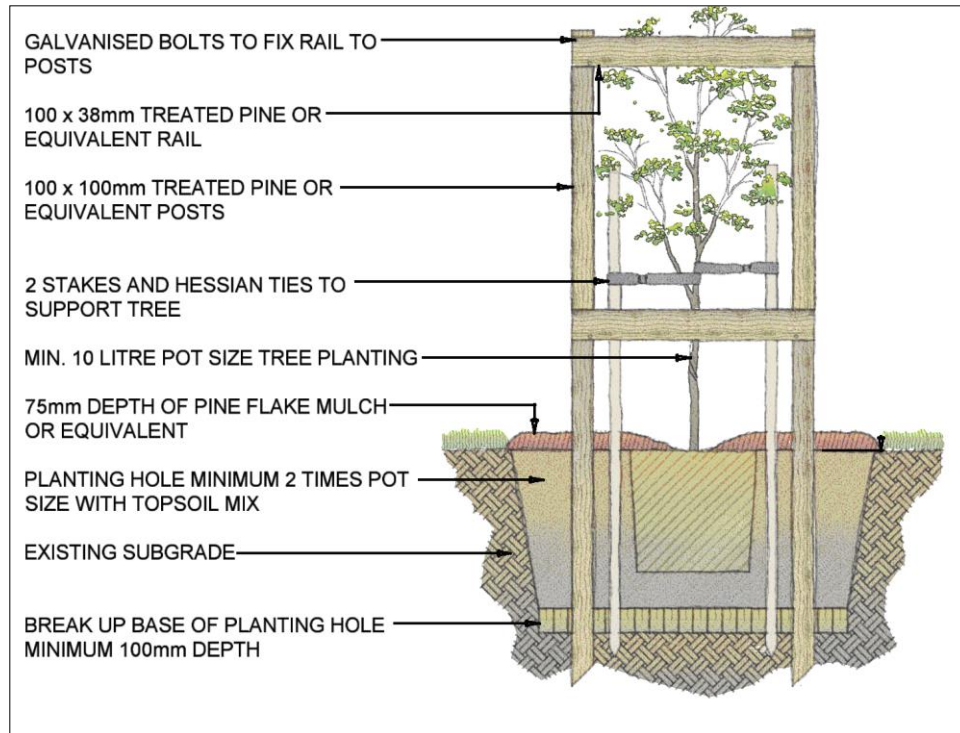 GALVANISED BOLTS TO FIX RAIL TO
POSTS
100 x 38mm TREATED PINE OR
EQUIVALENT RAIL
100 x 100mm TREATED PINE OR
EQUIVALENT POSTS
2 STAKES AND HESSIAN TIES TO
SUPPORT TREE
MIN. 10 LITRE POT SIZE TREE PLANTING
75mm DEPTH OF PINE FLAKE MULCH
OR EQUIVALENT
PLANTING HOLE MINIMUM 2 TIMES POT
SIZE WITH TOPSOIL MIX
EXISTING SUBGRADE
BREAK UP BASE OF PLANTING HOLE
MINIMUM 100mm DEPTH